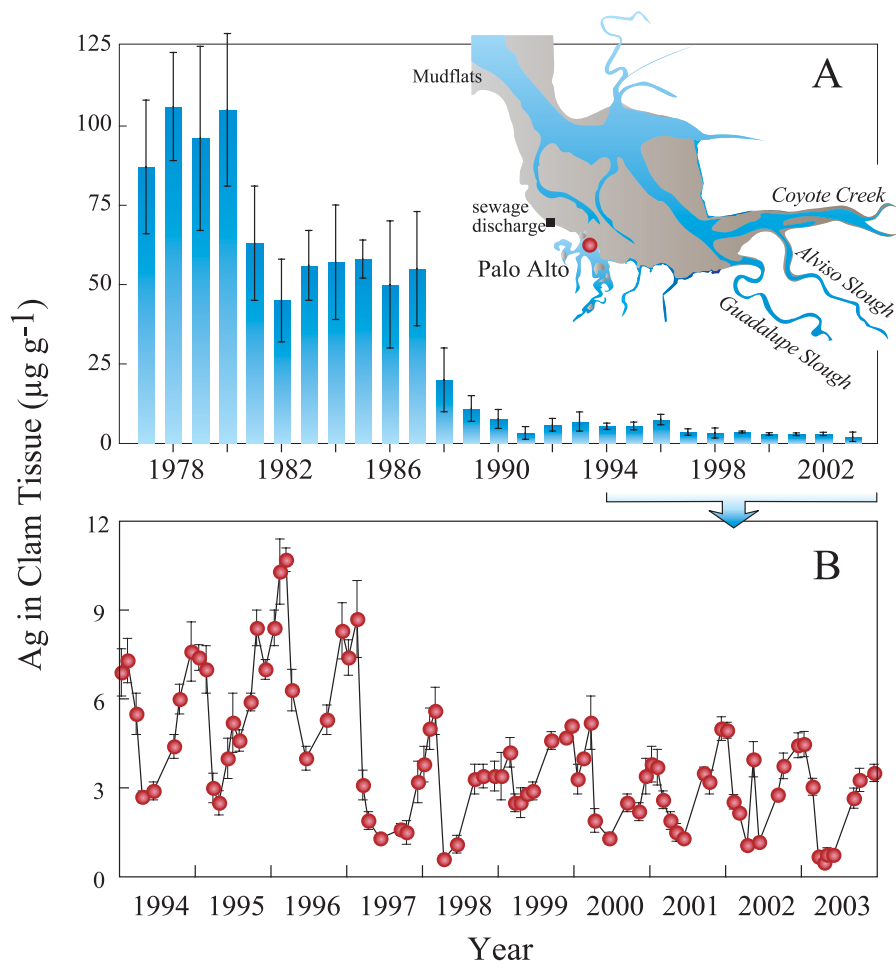 Ag in Clam Tissue (µg g⁻¹)
125
100
75
50
25
0
A
Mudflats
sewage
discharge
Palo Alto
Coyote Creek
Alviso Slough
Guadalupe Slough
1978 1982 1986 1990 1994 1998 2002
12
9
6
3
0
B
1994 1995 1996 1997 1998 1999 2000 2001 2002 2003
Year